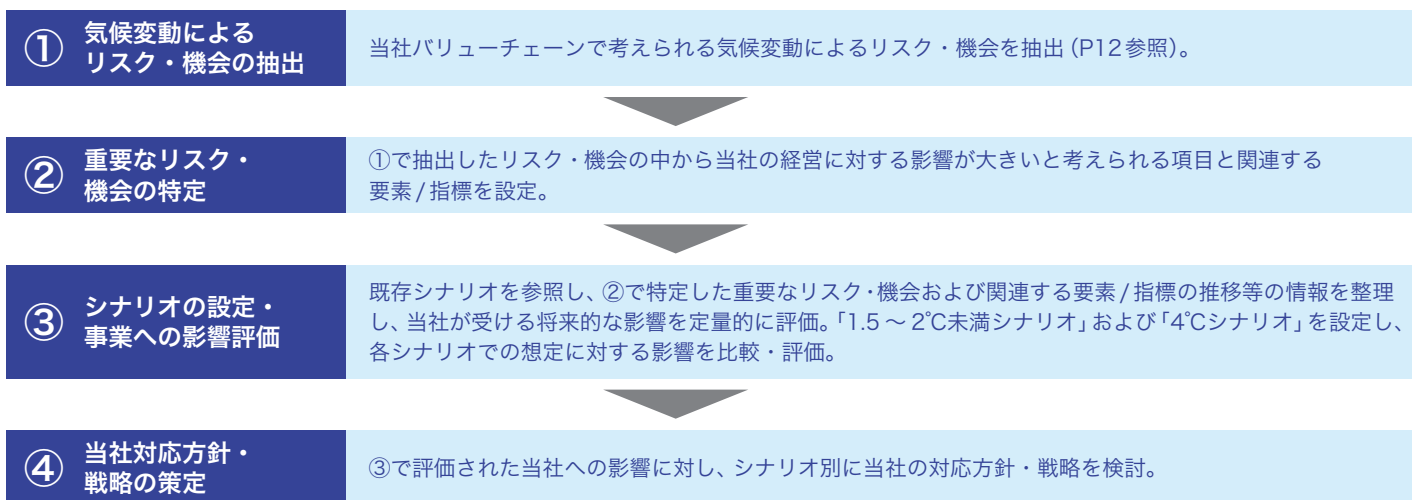 ① 気候変動による
リスク・機会の抽出
当社バリューチェーンで考えられる気候変動によるリスク・機会を抽出（P12参照）。
② 重要なリスク・
機会の特定
①で抽出したリスク・機会の中から当社の経営に対する影響が大きいと考えられる項目と関連する
要素/指標を設定。
③ シナリオの設定・
事業への影響評価
既存シナリオを参照し、②で特定した重要なリスク・機会および関連する要素/指標の推移等の情報を整理
し、当社が受ける将来的な影響を定量的に評価。「1.5～2℃未満シナリオ」および「4℃シナリオ」を設定し、
各シナリオでの想定に対する影響を比較・評価。
④ 当社対応方針・
戦略の策定
③で評価された当社への影響に対し、シナリオ別に当社の対応方針・戦略を検討。